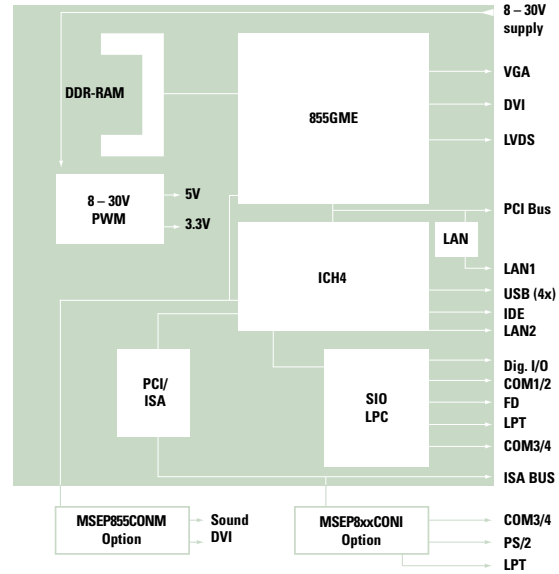 8 – 30V
supply
VGA
DDR-RAM
DVI
855GME
LVDS
8 – 30V
PWM
5V
3.3V
PCI Bus
LAN
LAN1
ICH4
USB (4x)
IDE
LAN2
PCI/
ISA
SIO
LPC
Dig. I/O
COM1/2
FD
LPT
COM3/4
ISA BUS
MSEP855CONM
Option
Sound
DVI
MSEP8xxCONI
Option
COM3/4
PS/2
LPT